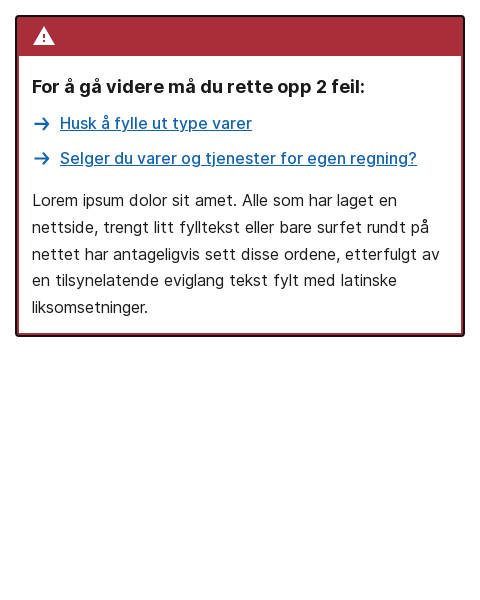 For å gå videre må du rette opp 2 feil:
Husk å fylle ut type varer
Selger du varer og tjenester for egen regning?
Lorem ipsum dolor sit amet. Alle som har laget en
nettside, trengt litt fylltekst eller bare surfet rundt på
nettet har antageligvis sett disse ordene, etterfulgt av
en tilsynelatende eviglang tekst fylt med latinske
liksomsetninger.